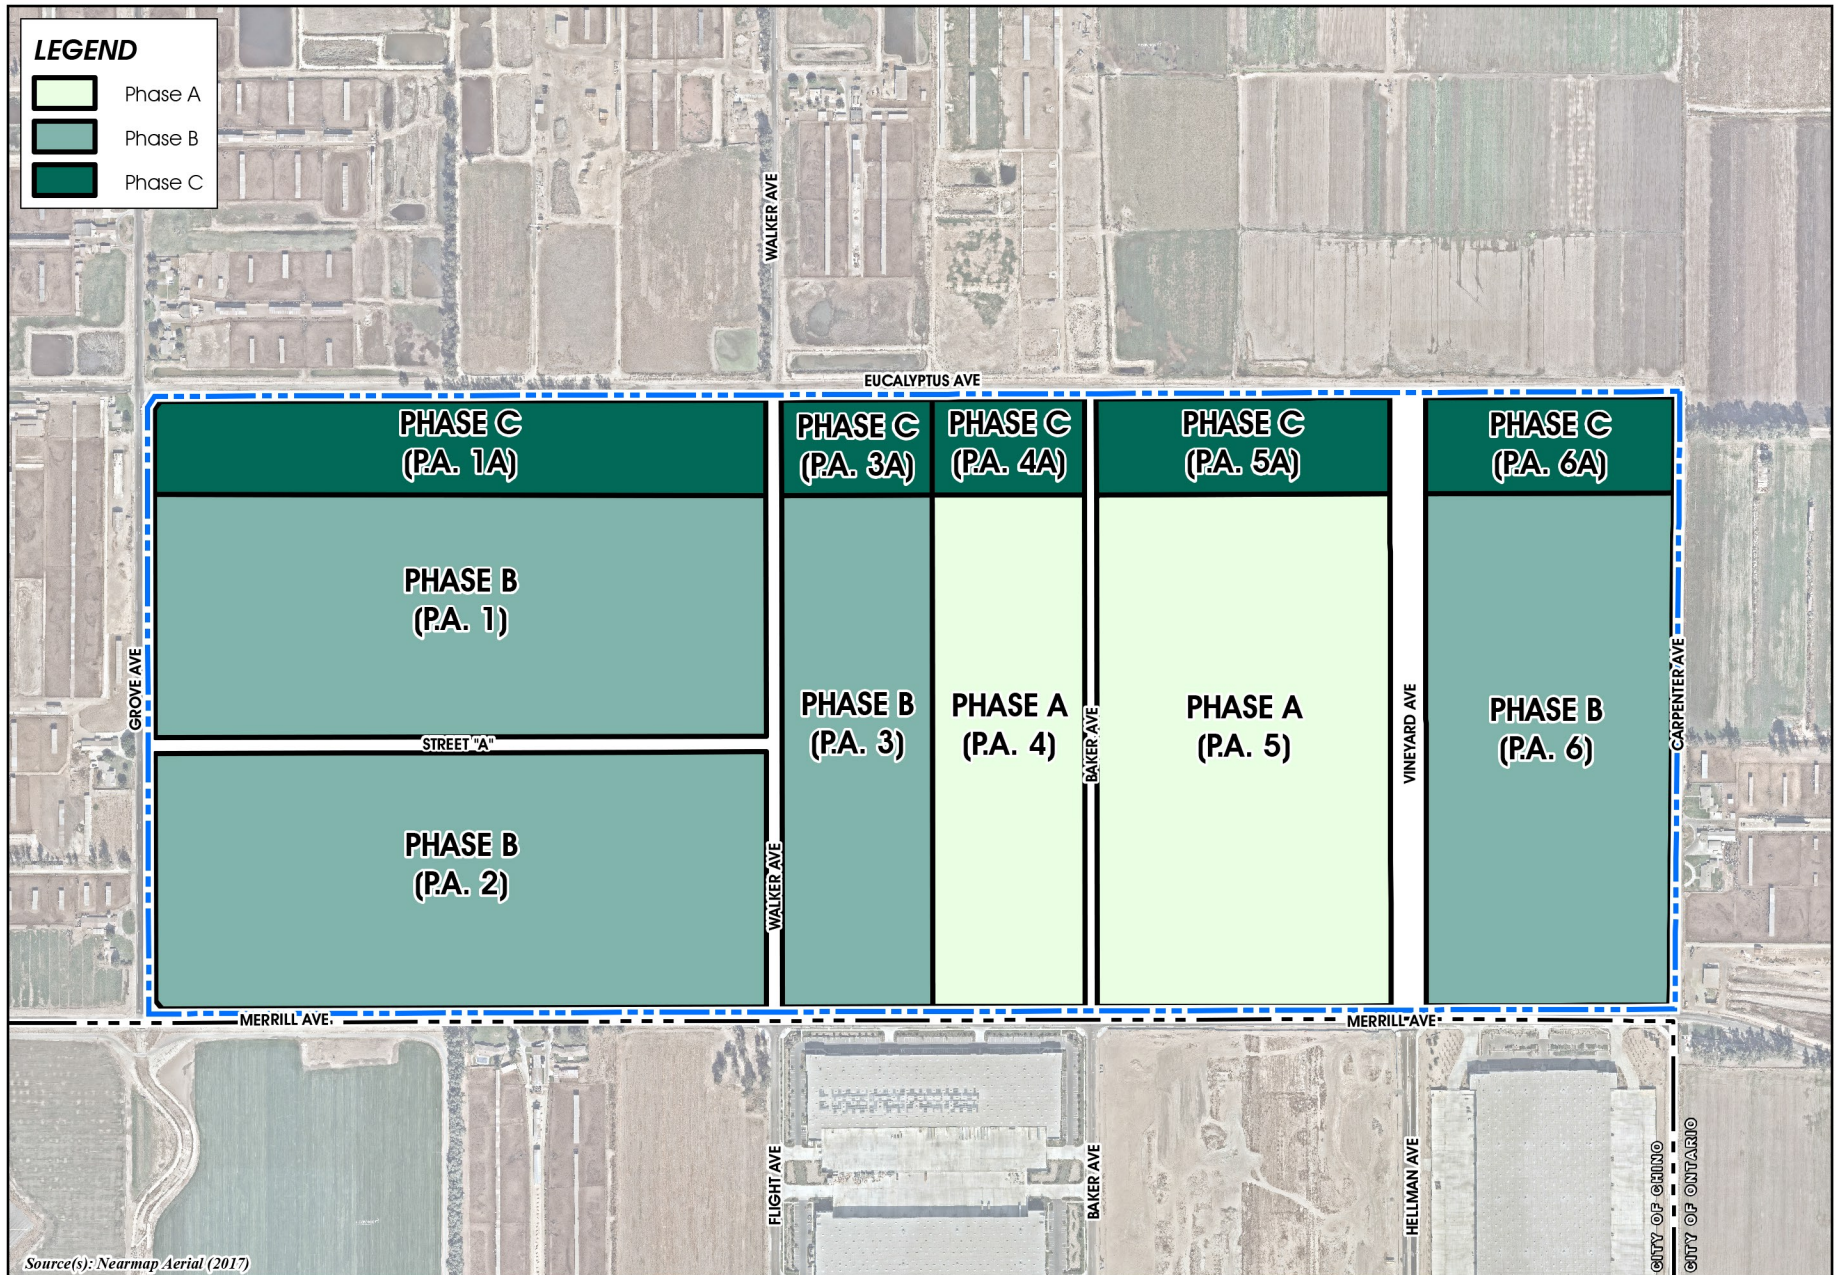 LEGEND
Phase A
Phase B
Phase C
WALKER AVE
EUCALYPTUS AVE
PHASE C
(P.A. 1A)
PHASE C
(P.A. 3A)
PHASE C
(P.A. 4A)
PHASE C
(P.A. 5A)
PHASE C
(P.A. 6A)
PHASE B
(P.A. 1)
GROVE AVE
STREET "A"
PHASE B
(P.A. 2)
WALKER AVE
PHASE B
(P.A. 3)
PHASE A
(P.A. 4)
BAKER AVE
PHASE A
(P.A. 5)
VINEYARD AVE
PHASE B
(P.A. 6)
CARPENTER AVE
MERRILL AVE
MERRILL AVE
FLIGHT AVE
BAKER AVE
HELLMAN AVE
CITY OF CHINO
CITY OF ONTARIO
Source(s): Nearmap Aerial (2017)